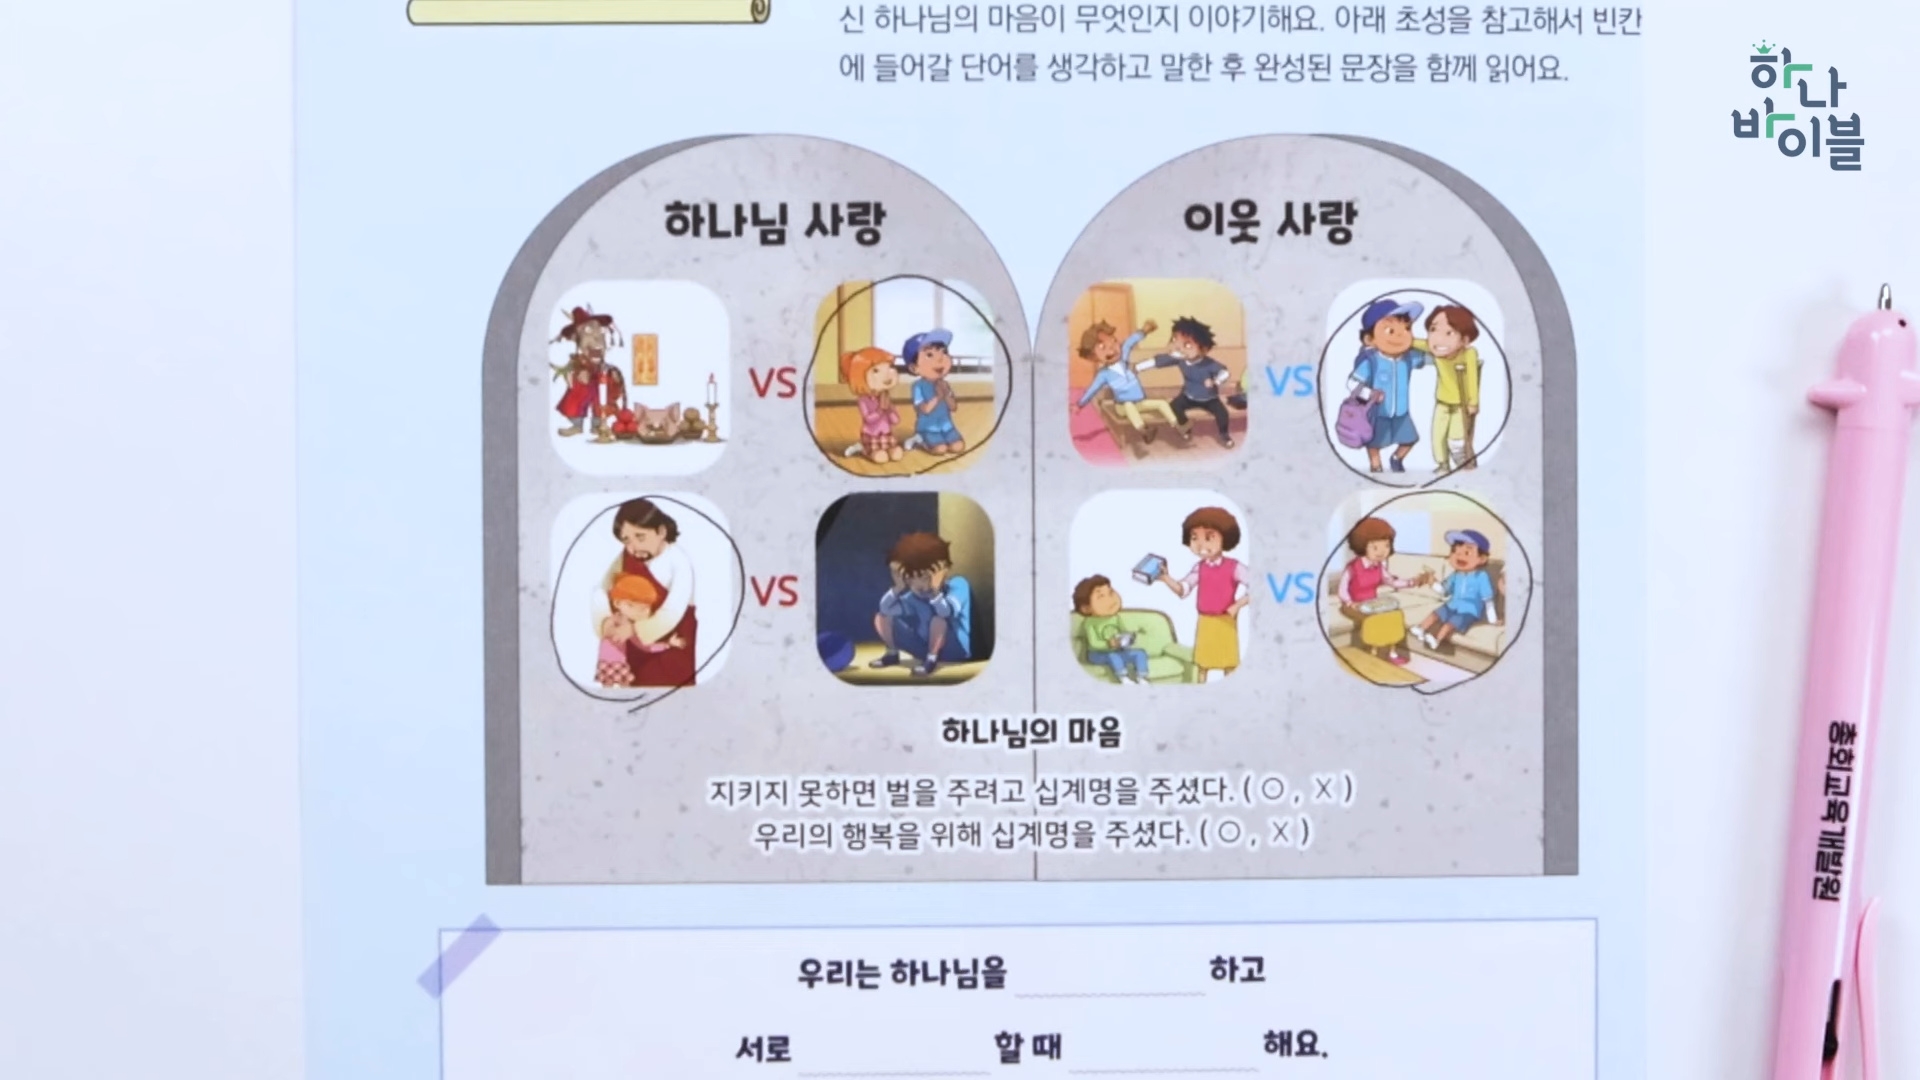 신 하나님의 마음이 무엇인지 이야기해요. 아래 초성을 참고해서 빈칸
에 들어갈 단어를 생각하고 말한 후 완성된 문장을 함께 읽어요.
하나
바이블
하나님 사랑
이웃 사랑
VS
VS
VS
VS
하나님의 마음
지키지 못하면 벌을 주려고 십계명을 주셨다. ( O , X )
우리의 행복을 위해 십계명을 주셨다. ( O , X )
총회교육개발원
우리는 하나님을 하고
서로 할 때 해요.